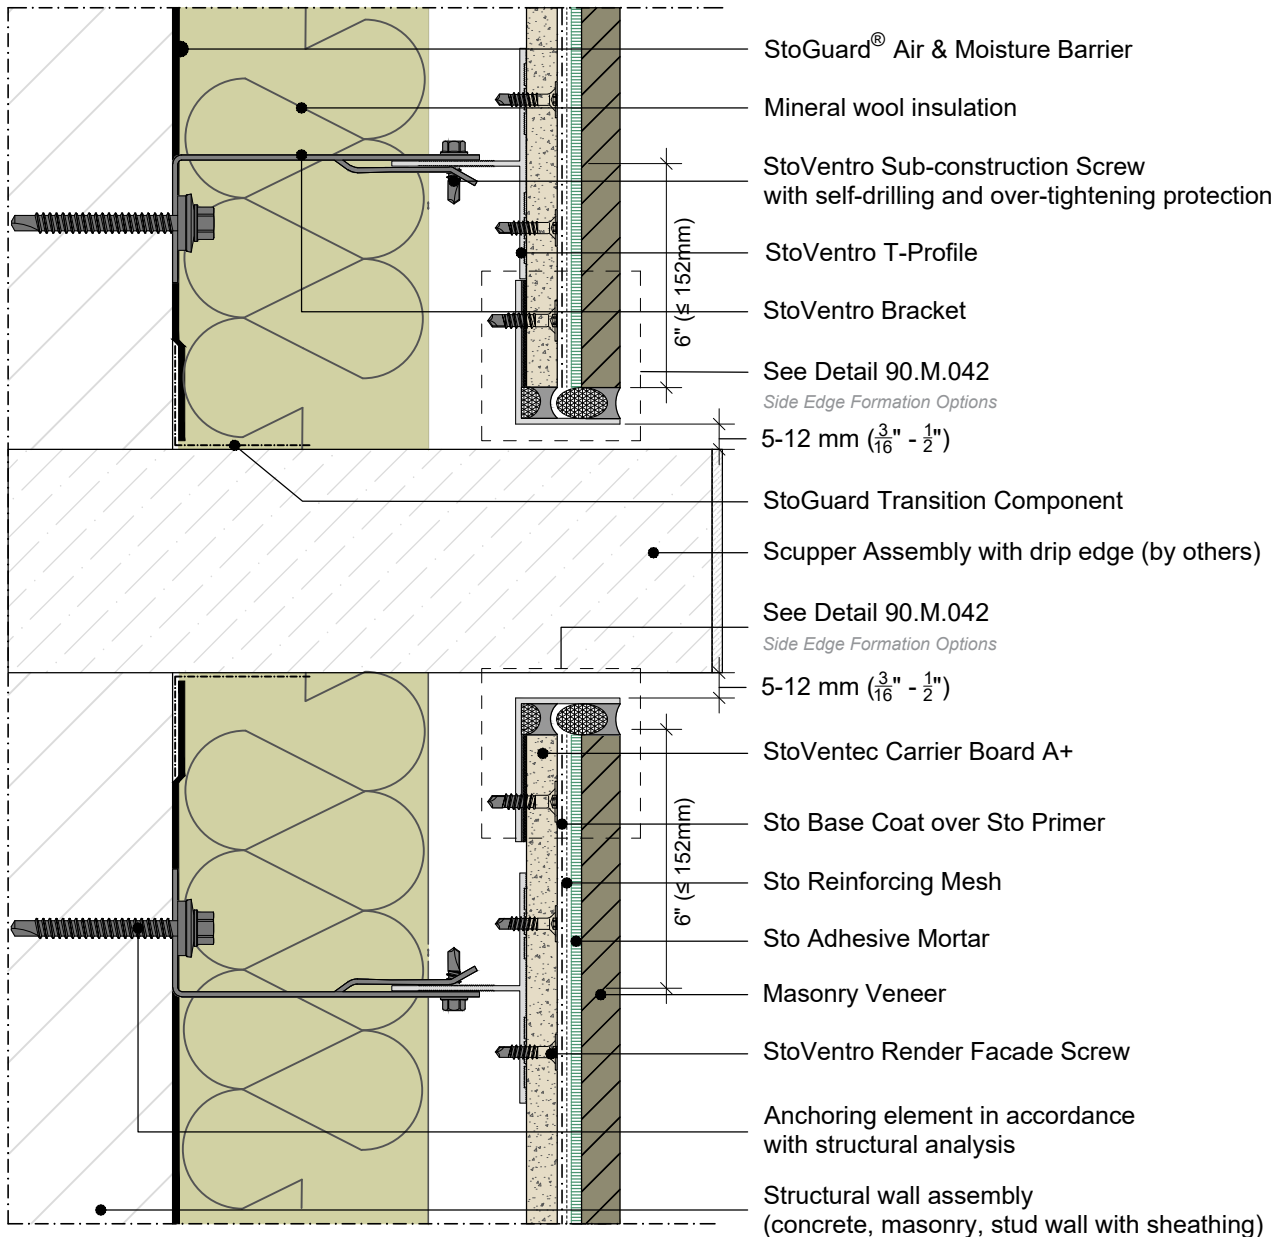 StoGuard® Air & Moisture Barrier
Mineral wool insulation
StoVentro Sub-construction Screw
with self-drilling and over-tightening protection
StoVentro T-Profile
StoVentro Bracket
6" (≤ 152mm)
See Detail 90.M.042
Side Edge Formation Options
5-12 mm (3/16" - 1/2")
StoGuard Transition Component
Scupper Assembly with drip edge (by others)
See Detail 90.M.042
Side Edge Formation Options
5-12 mm (3/16" - 1/2")
StoVentec Carrier Board A+
Sto Base Coat over Sto Primer
6" (≤ 152mm)
Sto Reinforcing Mesh
Sto Adhesive Mortar
Masonry Veneer
StoVentro Render Facade Screw
Anchoring element in accordance
with structural analysis
Structural wall assembly
(concrete, masonry, stud wall with sheathing)